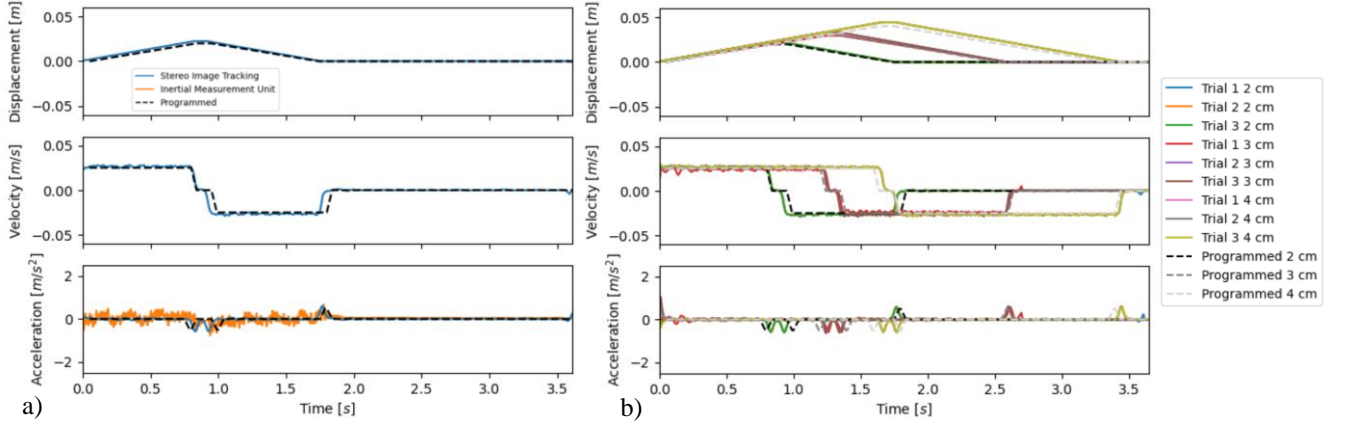 0.05
0.00
−0.05
Displacement [m]
Stereo Image Tracking
Inertial Measurement Unit
Programmed
0.05
0.00
−0.05
Velocity [m/s]
2
0
−2
Acceleration [m/s²]
0.0 0.5 1.0 1.5 2.0 2.5 3.0 3.5
Time [s]
a)
0.05
0.00
−0.05
Displacement [m]
0.05
0.00
−0.05
Velocity [m/s]
2
0
−2
Acceleration [m/s²]
0.0 0.5 1.0 1.5 2.0 2.5 3.0 3.5
Time [s]
b)
Trial 1 2 cm
Trial 2 2 cm
Trial 3 2 cm
Trial 1 3 cm
Trial 2 3 cm
Trial 3 3 cm
Trial 1 4 cm
Trial 2 4 cm
Trial 3 4 cm
Programmed 2 cm
Programmed 3 cm
Programmed 4 cm